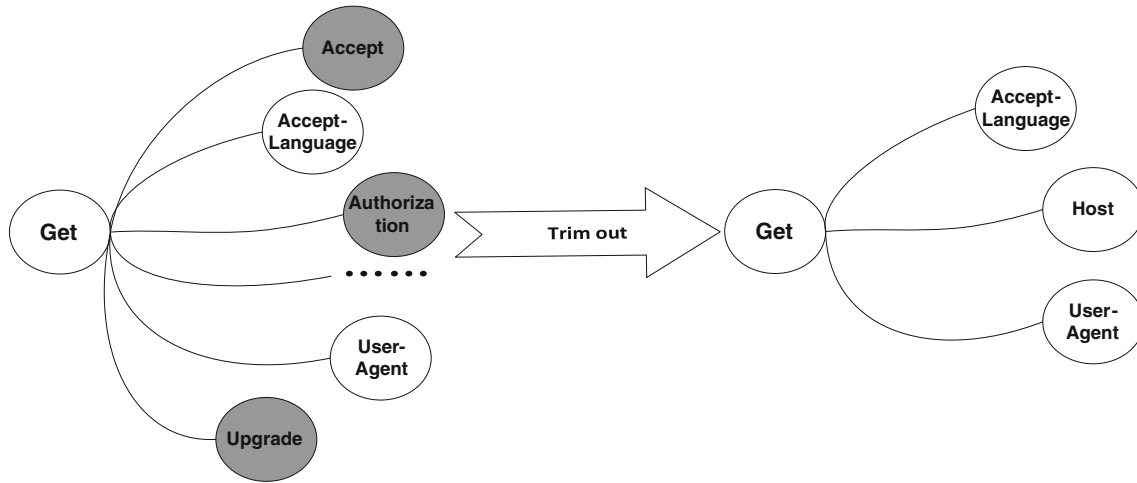 Accept
Accept-
Language
Get
Authoriza
tion
......
User-
Agent
Upgrade
Trim out
Get
Accept-
Language
Host
User-
Agent